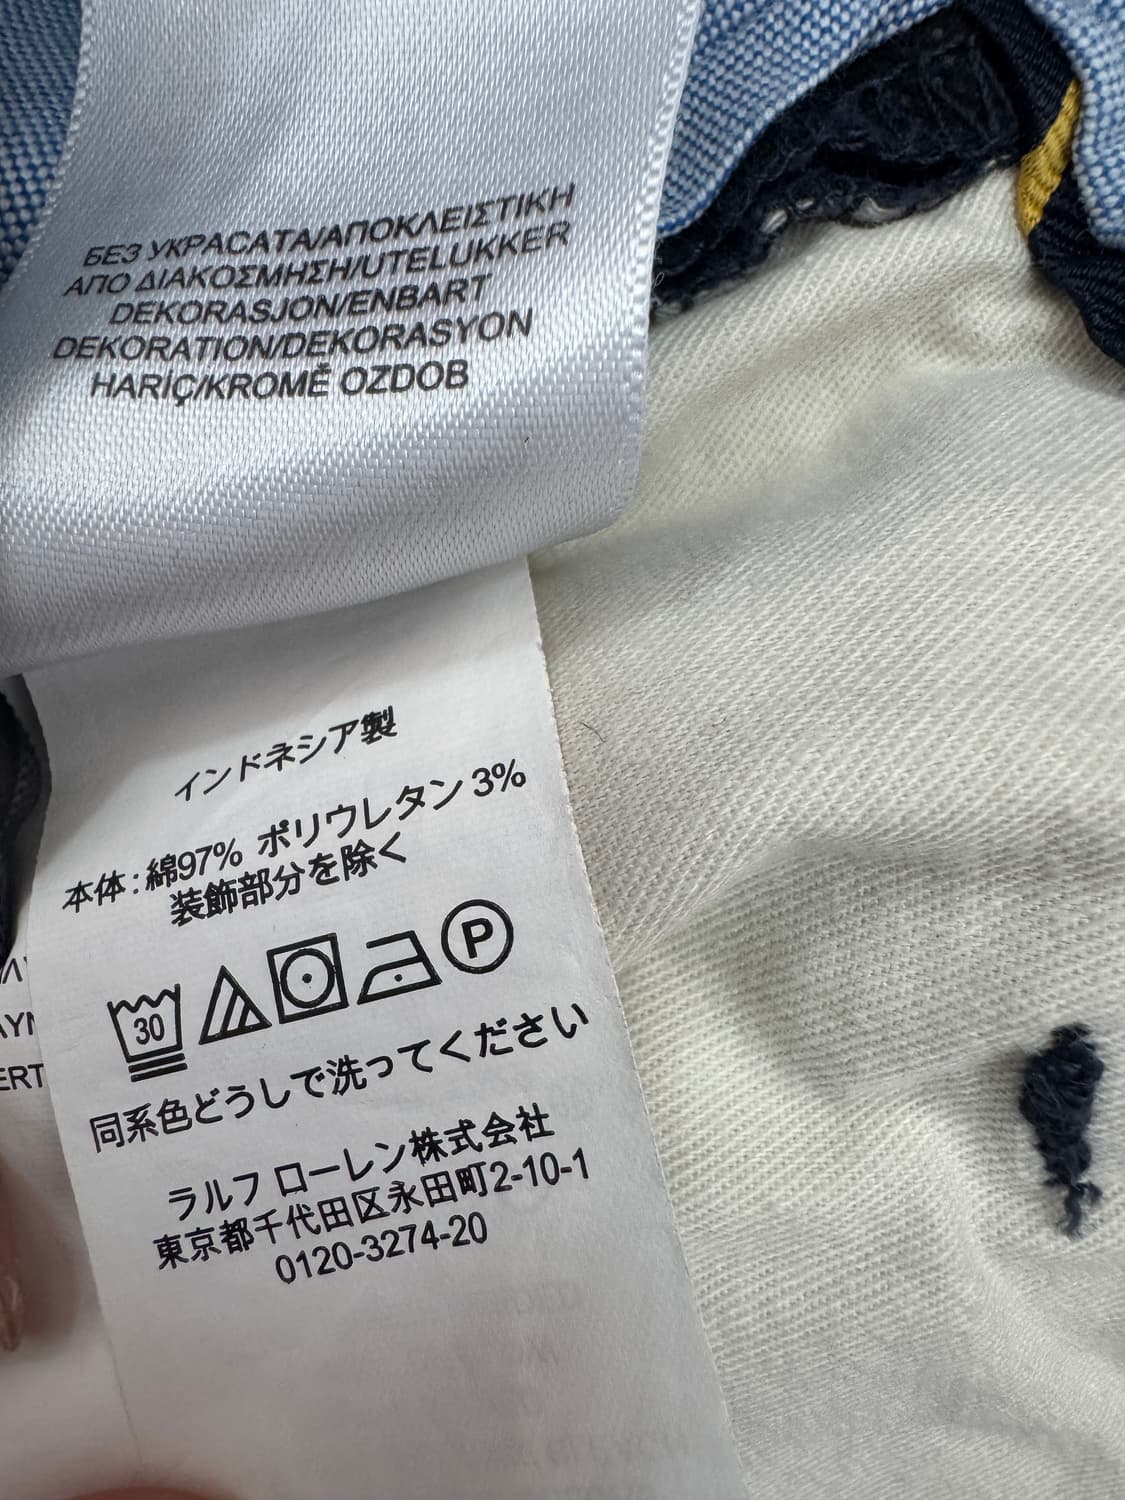 БЕЗ УКРАСАТА/ΑΠΟΚΛΕΙΣΤΙΚΗ
ΑΠΟ ΔΙΑΚΟΣΜΗΣΗ/UTELUKKER
DEKORASJON/ENBART
DEKORATION/DEKORASYON
HARİÇ/KROMĚ OZDOB
インドネシア製
本体:綿97% ポリウレタン 3%
装飾部分を除く
30
P
同系色どうしで洗ってください
ラルフ ローレン株式会社
東京都千代田区永田町2-10-1
0120-3274-20
ERT